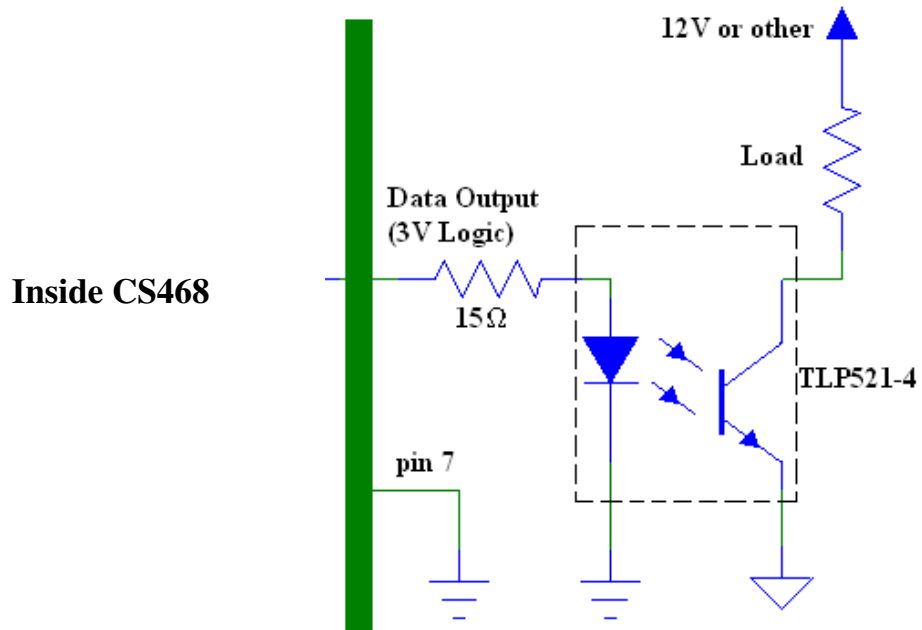 12V or other
Load
Data Output
(3V Logic)
Inside CS468
15Ω
TLP521-4
pin 7